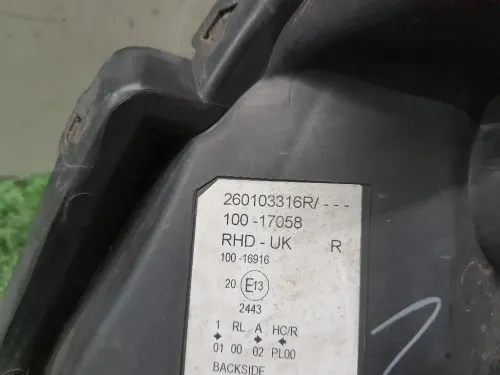 260103316R/---
100-17058
RHD - UK R
100-16916
20 E13
2443
1 RL A HC/R
01 00 02 PL00
BACKSIDE